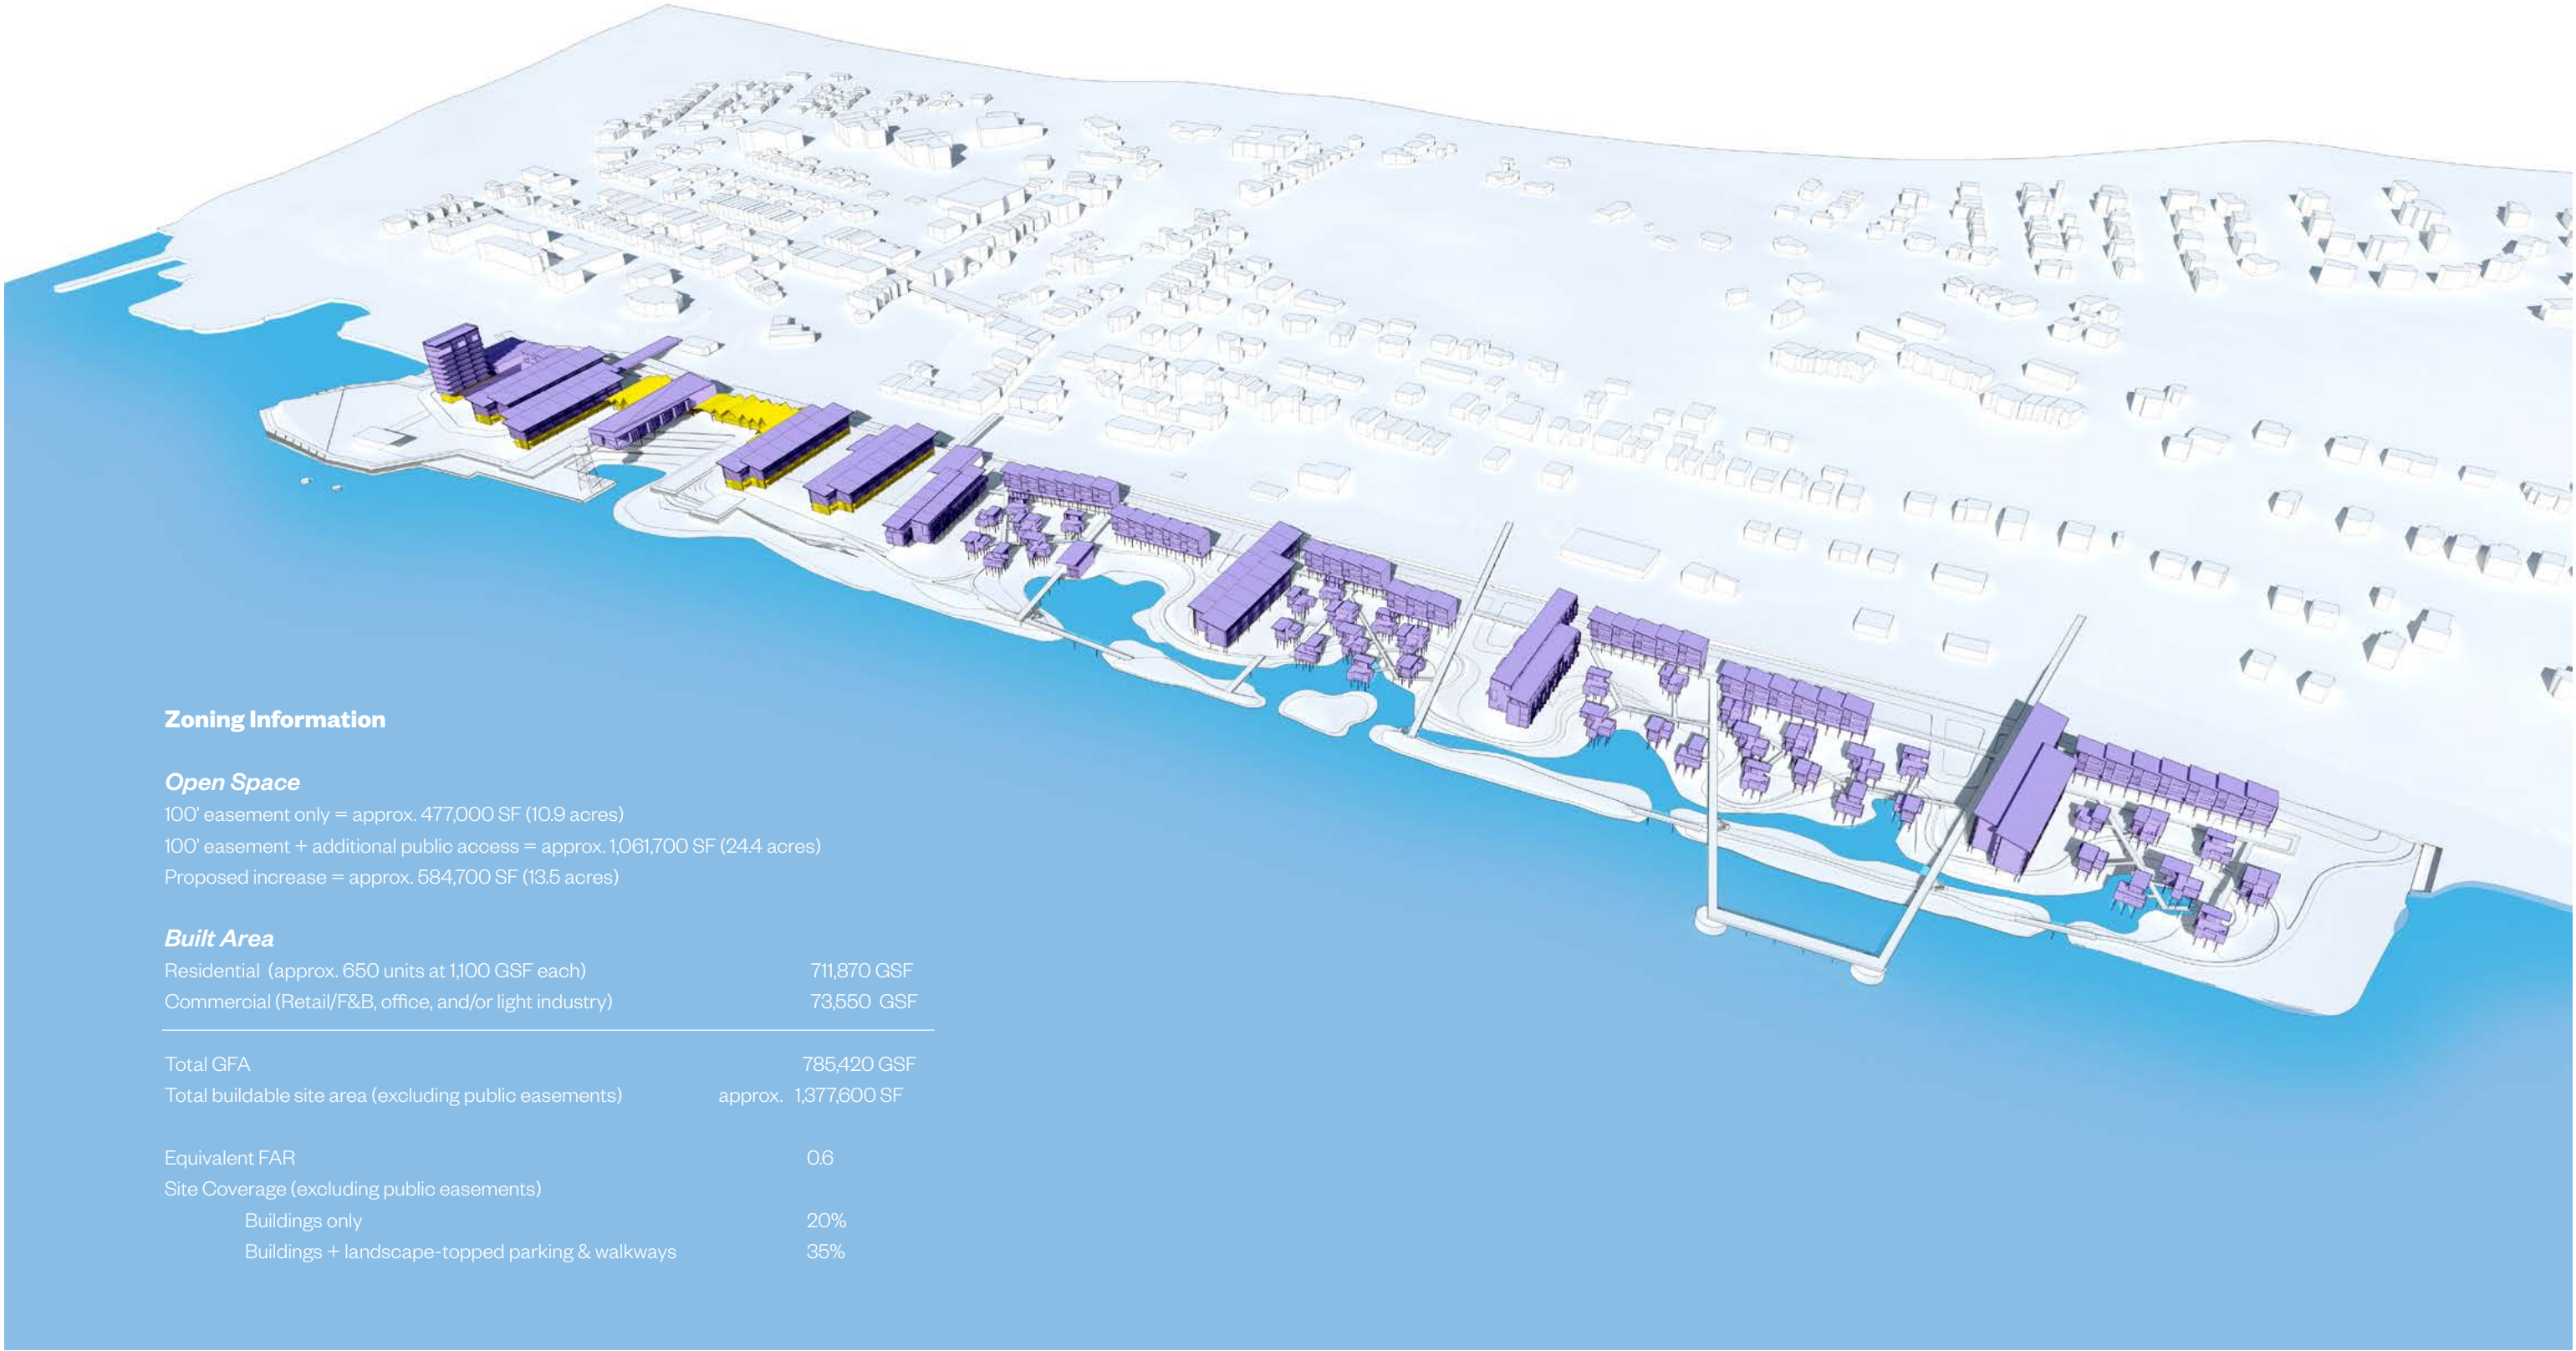 Zoning Information
Open Space
100' easement only = approx. 477,000 SF (10.9 acres)
100' easement + additional public access = approx. 1,061,700 SF (24.4 acres)
Proposed increase = approx. 584,700 SF (13.5 acres)
Built Area
Residential (approx. 650 units at 1,100 GSF each) 711,870 GSF
Commercial (Retail/F&B, office, and/or light industry) 73,550 GSF
Total GFA 785,420 GSF
Total buildable site area (excluding public easements) approx. 1,377,600 SF
Equivalent FAR 0.6
Site Coverage (excluding public easements)
Buildings only 20%
Buildings + landscape-topped parking & walkways 35%